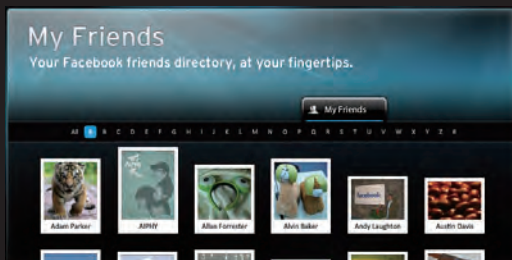 My Friends
Your Facebook friends directory, at your fingertips.
My Friends
All A B C D E F G H I J K L M N O P Q R S T U V W X Y Z #
facebook
Adam Parker AIPHY Allan Forrester Alvin Baker Andy Laughton Austin Davis